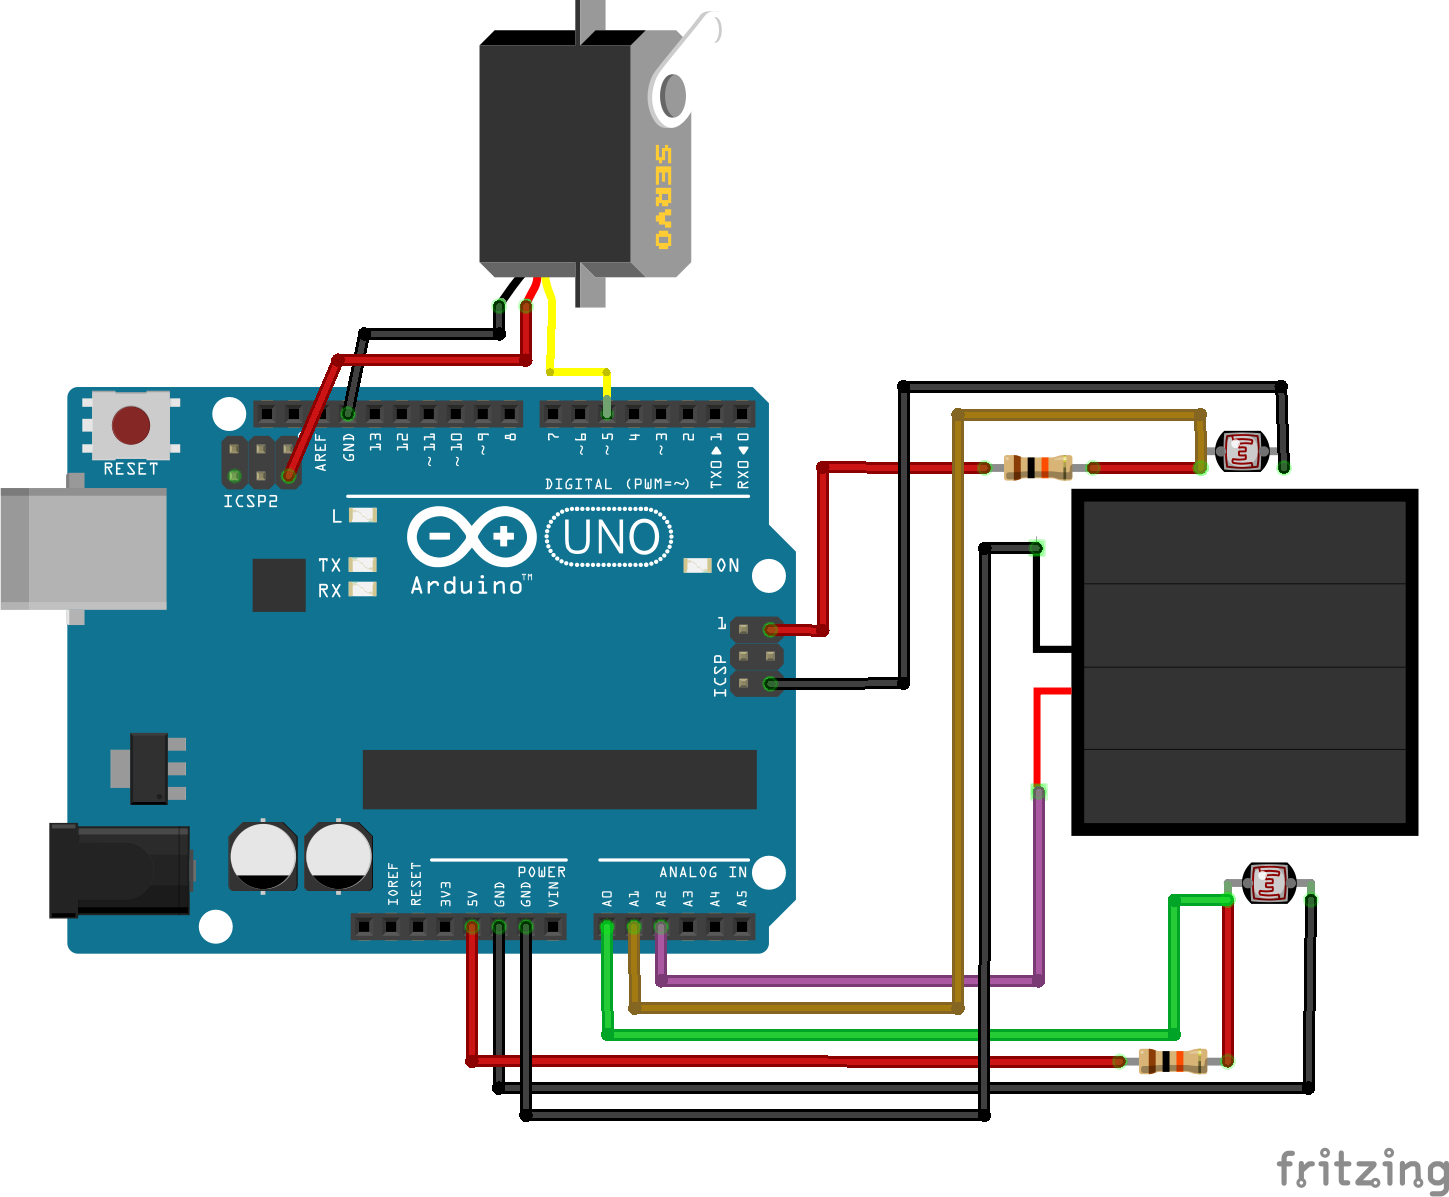 SERVO
RESET
ICSP2
AREF
GND
13
12
~11
~10
~9
8
7
~6
~5
4
~3
2
TX0▶1
RX0◀0
DIGITAL (PWM=~)
L
TX
RX
UNO
Arduino™
ON
1
ICSP
POWER
ANALOG IN
IOREF
RESET
3V3
5V
GND
GND
VIN
A0
A1
A2
A3
A4
A5
fritzing